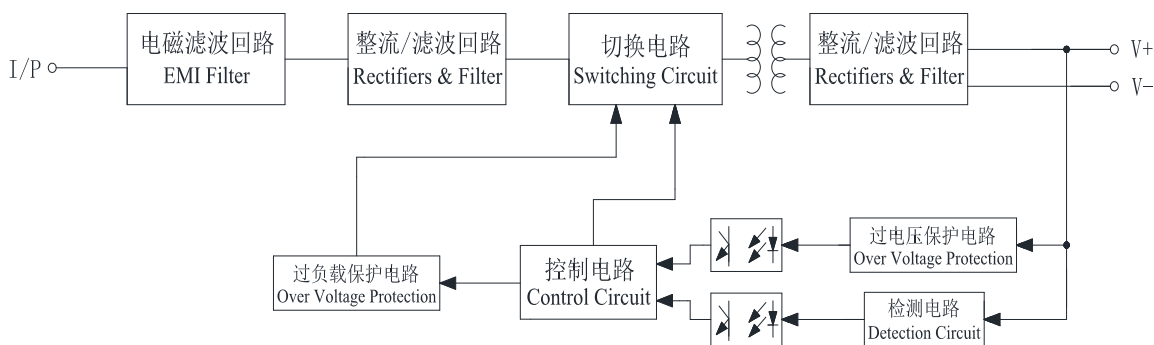 I/P
电磁滤波回路
EMI Filter
整流/滤波回路
Rectifiers & Filter
切换电路
Switching Circuit
整流/滤波回路
Rectifiers & Filter
V+
V-
过负载保护电路
Over Voltage Protection
控制电路
Control Circuit
过电压保护电路
Over Voltage Protection
检测电路
Detection Circuit